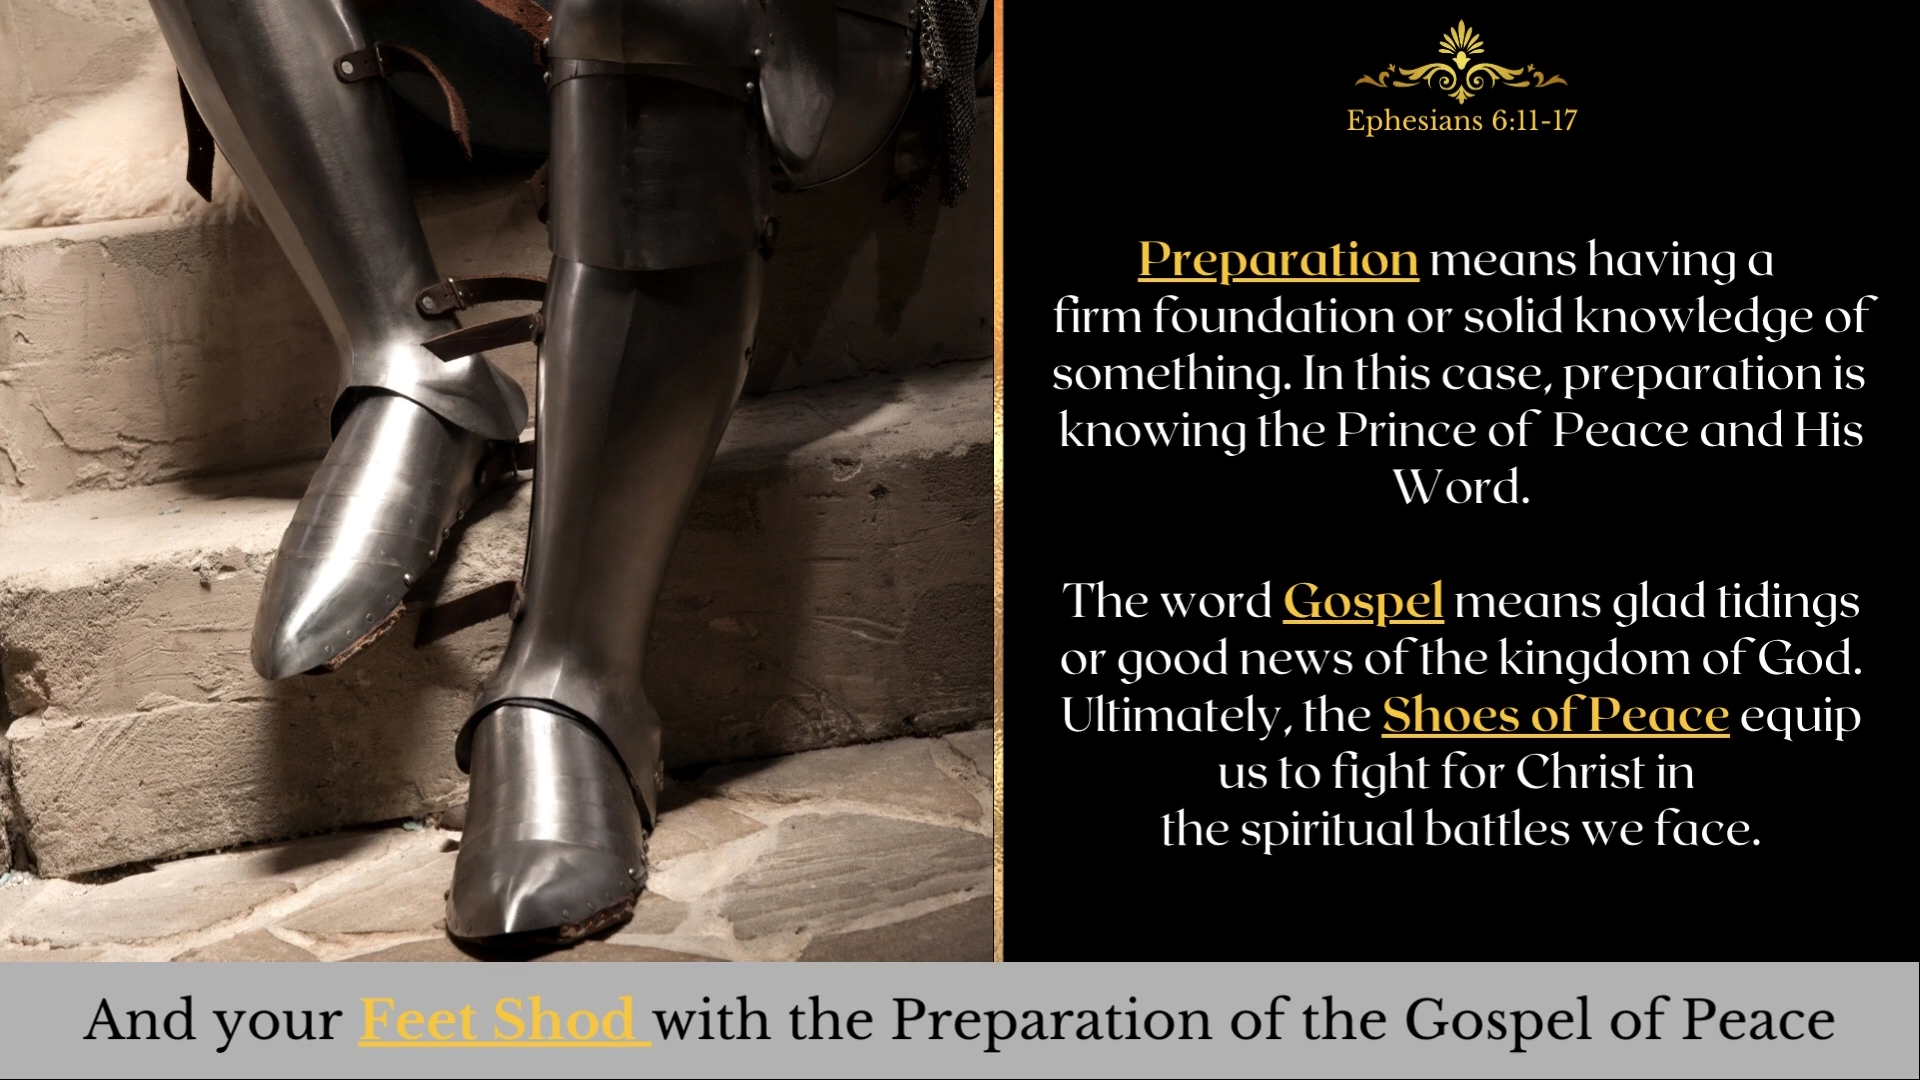 Ephesians 6:11-17
Preparation means having a
firm foundation or solid knowledge of
something. In this case, preparation is
knowing the Prince of Peace and His
Word.
The word Gospel means glad tidings
or good news of the kingdom of God.
Ultimately, the Shoes of Peace equip
us to fight for Christ in
the spiritual battles we face.
And your Feet Shod with the Preparation of the Gospel of Peace